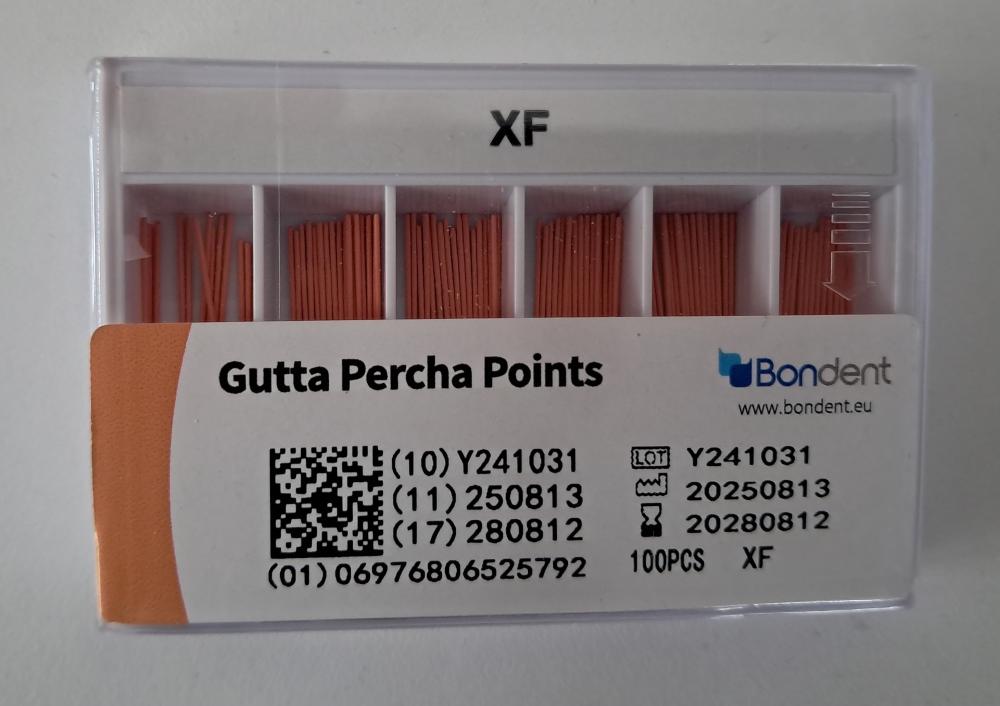 XF
Gutta Percha Points
Bondent
www.bondent.eu
(10) Y241031
(11) 250813
(17) 280812
(01) 06976806525792
LOT Y241031
20250813
20280812
100PCS XF